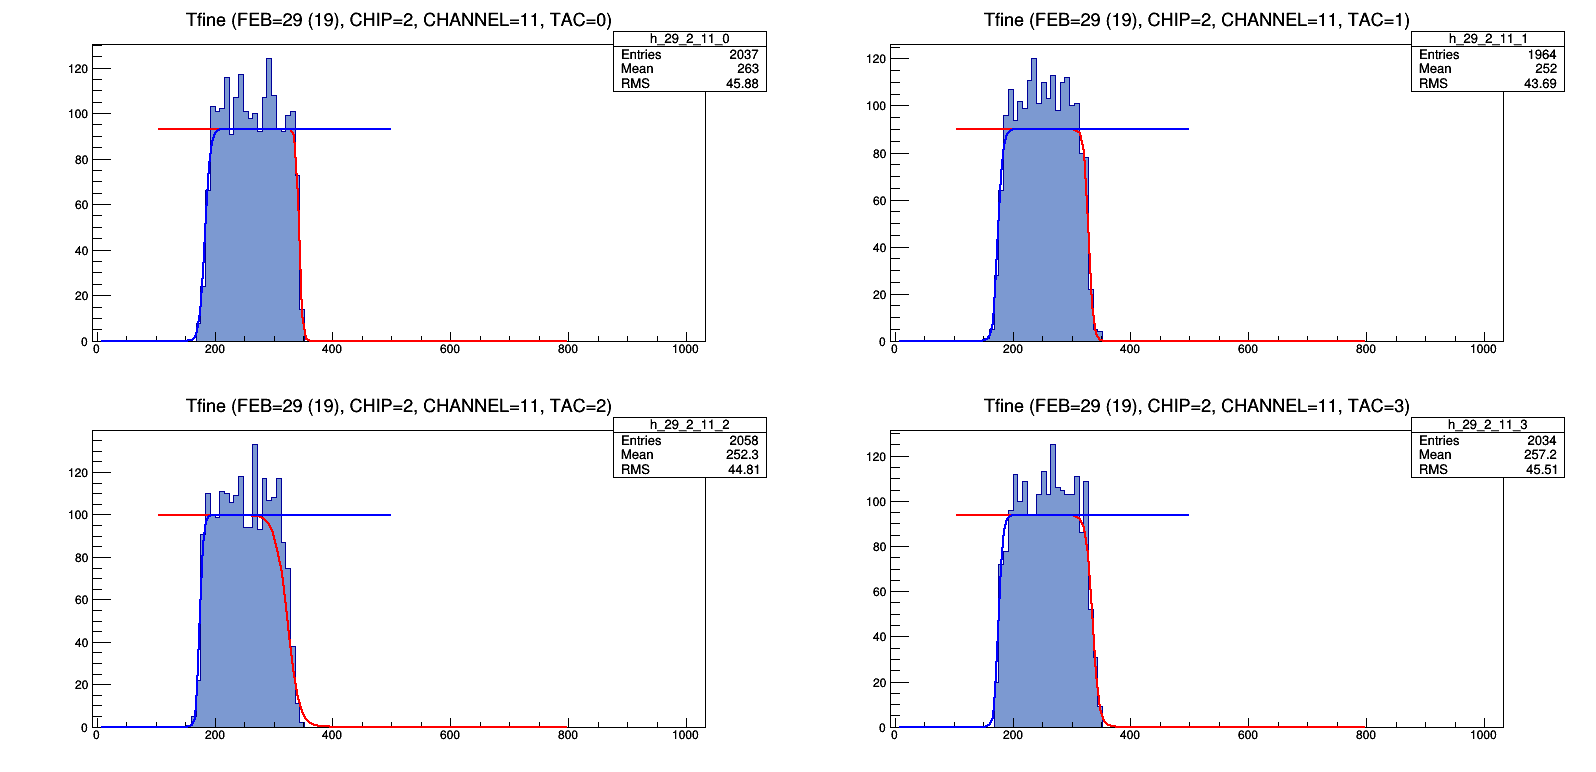 Tfine (FEB=29 (19), CHIP=2, CHANNEL=11, TAC=0)
h_29_2_11_0
Entries 2037
Mean 263
RMS 45.88
120
100
80
60
40
20
0
0 200 400 600 800 1000
Tfine (FEB=29 (19), CHIP=2, CHANNEL=11, TAC=1)
h_29_2_11_1
Entries 1964
Mean 252
RMS 43.69
120
100
80
60
40
20
0
0 200 400 600 800 1000
Tfine (FEB=29 (19), CHIP=2, CHANNEL=11, TAC=2)
h_29_2_11_2
Entries 2058
Mean 252.3
RMS 44.81
120
100
80
60
40
20
0
0 200 400 600 800 1000
Tfine (FEB=29 (19), CHIP=2, CHANNEL=11, TAC=3)
h_29_2_11_3
Entries 2034
Mean 257.2
RMS 45.51
120
100
80
60
40
20
0
0 200 400 600 800 1000